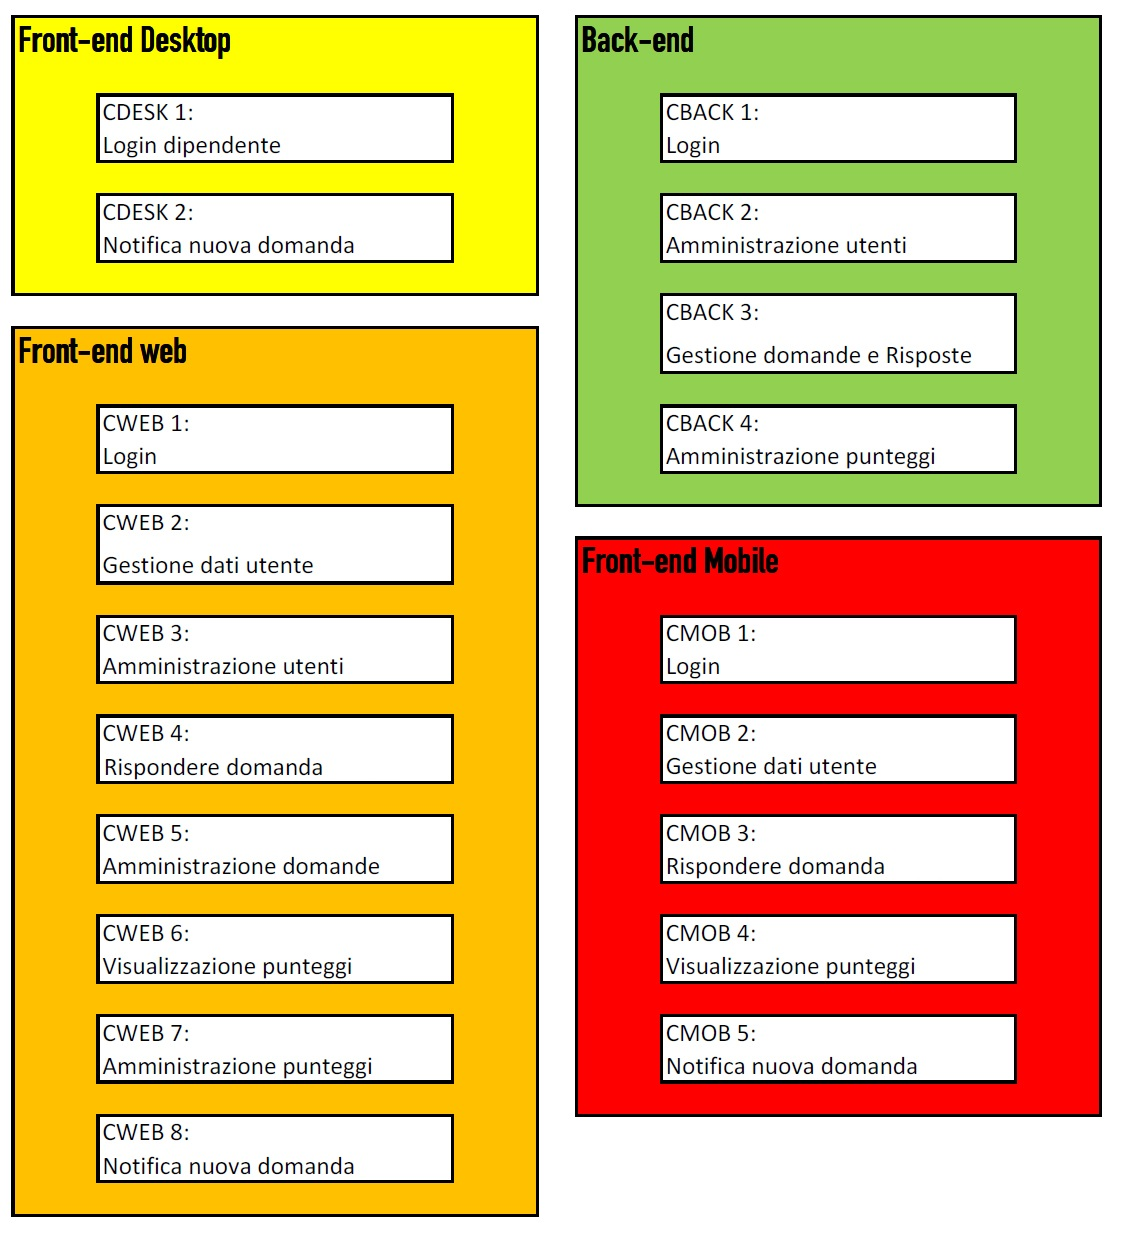 Front-end Desktop
CDESK 1:
Login dipendente
CDESK 2:
Notifica nuova domanda
Front-end web
CWEB 1:
Login
CWEB 2:
Gestione dati utente
CWEB 3:
Amministrazione utenti
CWEB 4:
Rispondere domanda
CWEB 5:
Amministrazione domande
CWEB 6:
Visualizzazione punteggi
CWEB 7:
Amministrazione punteggi
CWEB 8:
Notifica nuova domanda
Back-end
CBACK 1:
Login
CBACK 2:
Amministrazione utenti
CBACK 3:
Gestione domande e Risposte
CBACK 4:
Amministrazione punteggi
Front-end Mobile
CMOB 1:
Login
CMOB 2:
Gestione dati utente
CMOB 3:
Rispondere domanda
CMOB 4:
Visualizzazione punteggi
CMOB 5:
Notifica nuova domanda